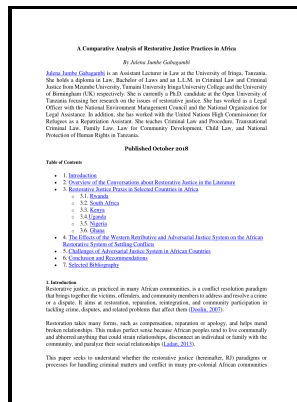 A Comparative Analysis of Restorative Justice Practices in Africa
By Julena Jumbe Gabagambi
Julena Jumbe Gabagambi is an Assistant Lecturer in Law at the University of Iringa, Tanzania.
She holds a diploma in Law, Bachelor of Laws and an L.L.M. in Criminal Law and Criminal
Justice from Mzumbe University, Tumaini University Iringa University College and the University
of Birmingham (UK) respectively. She is currently a Ph.D. candidate at the Open University of
Tanzania focusing her research on the issues of restorative justice. She has worked as a Legal
Officer with the National Environment Management Council and the National Organization for
Legal Assistance. In addition, she has worked with the United Nations High Commissioner for
Refugees as a Repatriation Assistant. She teaches Criminal Law and Procedure, Transnational
Criminal Law, Family Law, Law for Community Development, Child Law, and National
Protection of Human Rights in Tanzania.
Published October 2018
Table of Contents
• 1. Introduction
• 2. Overview of the Conversations about Restorative Justice in the Literature
• 3. Restorative Justice Praxis in Selected Countries in Africa
o 3.1. Rwanda
o 3.2. South Africa
o 3.3. Kenya
o 3.4.Uganda
o 3.5. Nigeria
o 3.6. Ghana
• 4. The Effects of the Western Retributive and Adversarial Justice System on the African
Restorative System of Settling Conflicts
• 5. Challenges of Adversarial Justice System in African Countries
• 6. Conclusion and Recommendations
• 7. Selected Bibliography
1. Introduction
Restorative justice, as practiced in many African communities, is a conflict resolution paradigm
that brings together the victims, offenders, and community members to address and resolve a crime
or a dispute. It aims at restoration, reparation, reintegration, and community participation in
tackling crime, disputes, and related problems that affect them (Doolin, 2007).
Restoration takes many forms, such as compensation, reparation or apology, and helps mend
broken relationships. This makes perfect sense because African peoples tend to live communally
and abhorred anything that could strain relationships, disconnect an individual or family with the
community, and paralyze their social relationships (Ladan, 2013).
This paper seeks to understand whether the restorative justice (hereinafter, RJ) paradigms or
processes for handling criminal matters and conflict in many pre-colonial African communities